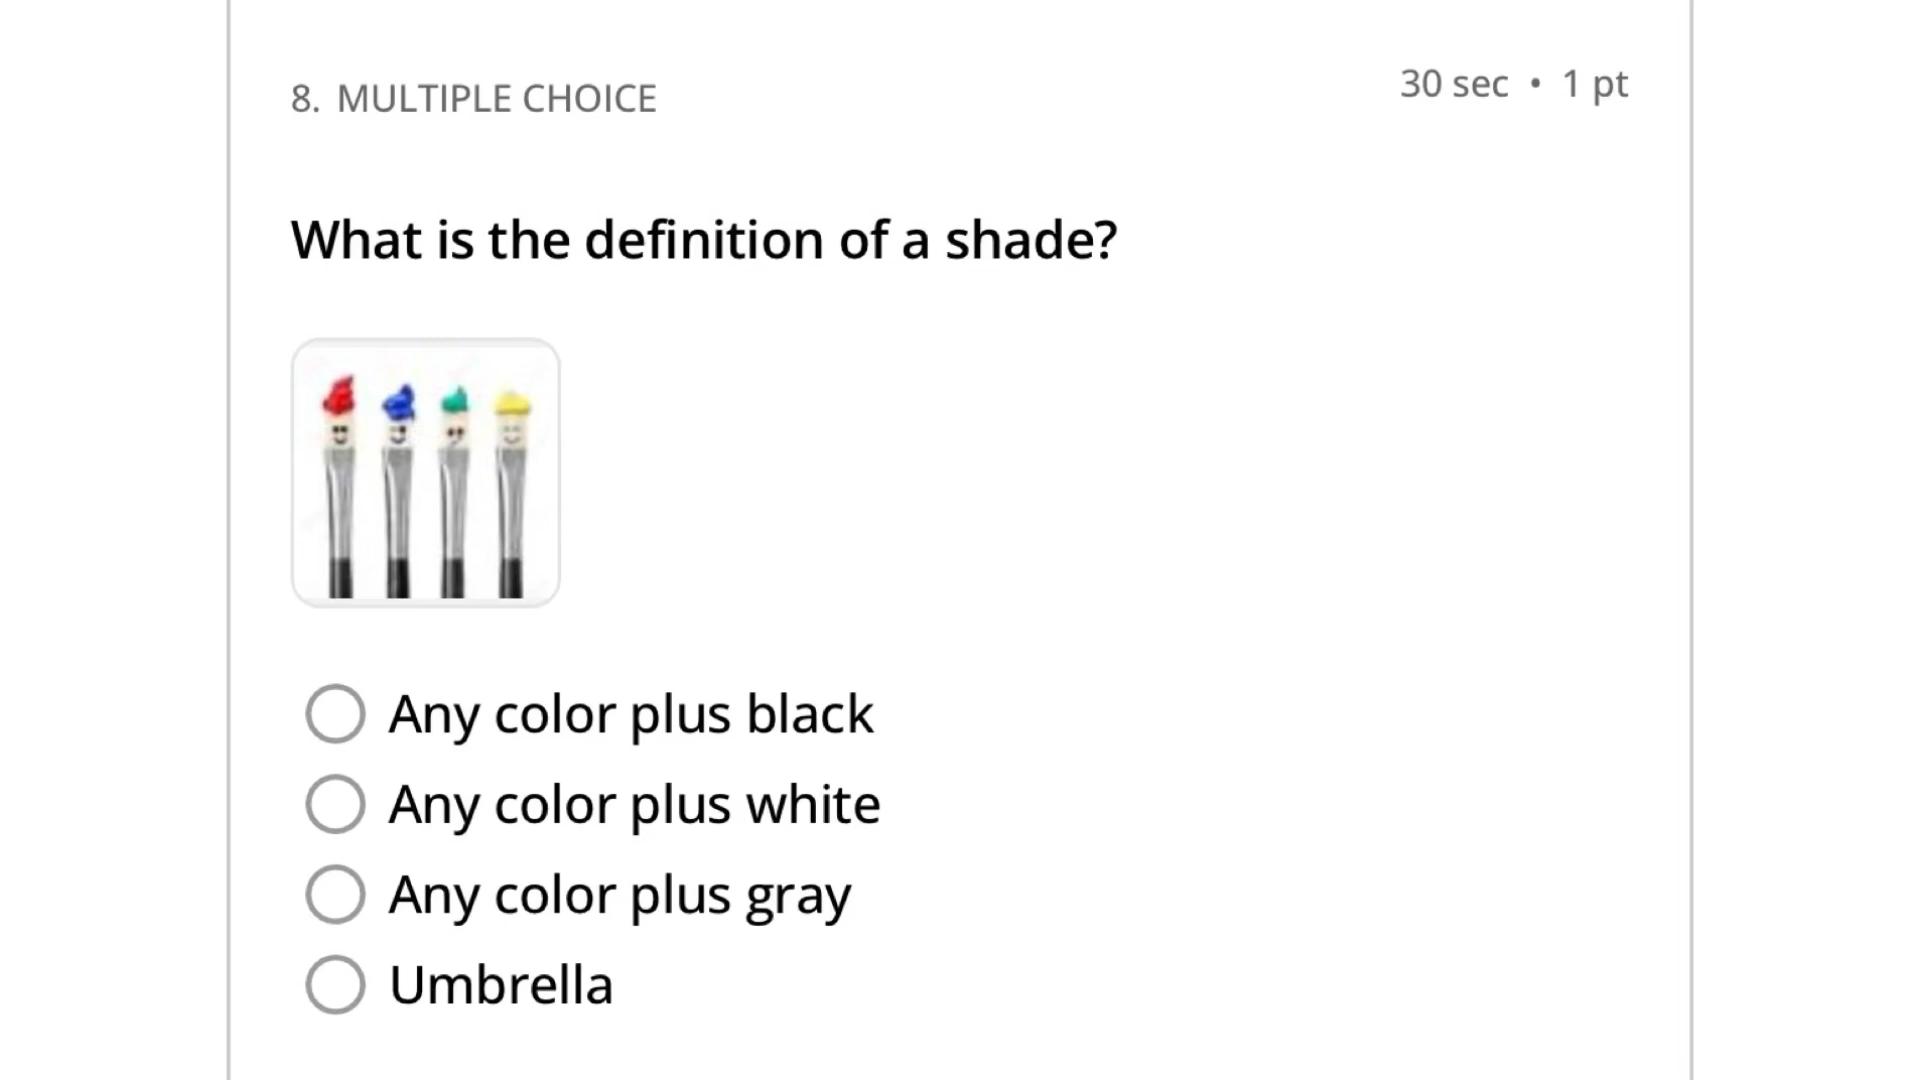 8. MULTIPLE CHOICE
30 sec • 1 pt
What is the definition of a shade?
Any color plus black
Any color plus white
Any color plus gray
Umbrella